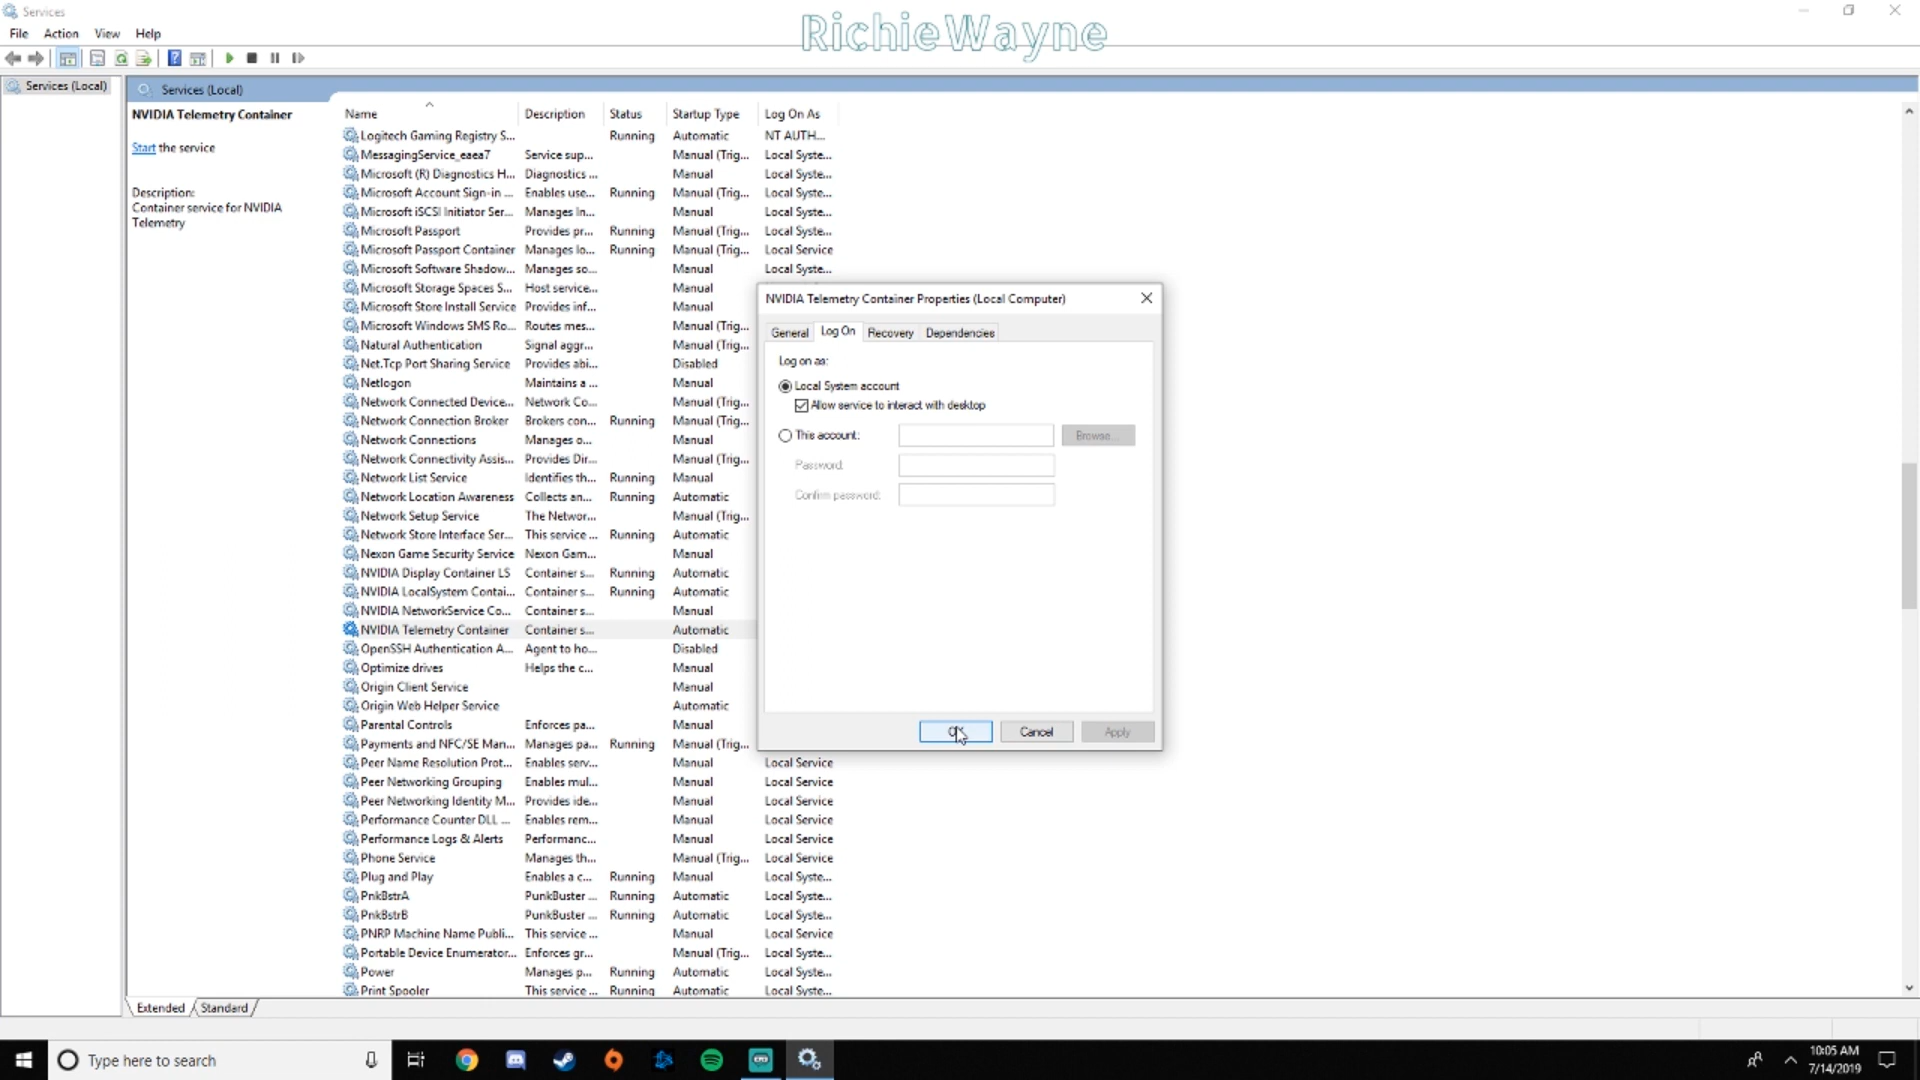 Services
RichieWayne
File Action View Help
Services (Local)
Services (Local)
NVIDIA Telemetry Container
Start the service
Description:
Container service for NVIDIA
Telemetry
Name Description Status Startup Type Log On As
Logitech Gaming Registry S... Running Automatic NT AUTH...
MessagingService_eaea7 Service sup... Manual (Trig... Local Syste...
Microsoft (R) Diagnostics H... Diagnostics ... Manual Local Syste...
Microsoft Account Sign-in ... Enables use... Running Manual (Trig... Local Syste...
Microsoft iSCSI Initiator Ser... Manages In... Manual Local Syste...
Microsoft Passport Provides pr... Running Manual (Trig... Local Syste...
Microsoft Passport Container Manages lo... Running Manual (Trig... Local Service
Microsoft Software Shadow... Manages so... Manual Local Syste...
Microsoft Storage Spaces S... Host service... Manual
Microsoft Store Install Service Provides inf... Manual
Microsoft Windows SMS Ro... Routes mes... Manual (Trig...
Natural Authentication Signal aggr... Manual (Trig...
Net.Tcp Port Sharing Service Provides abi... Disabled
Netlogon Maintains a ... Manual
Network Connected Device... Network Co... Manual (Trig...
Network Connection Broker Brokers con... Running Manual (Trig...
Network Connections Manages o... Manual
Network Connectivity Assis... Provides Dir... Manual (Trig...
Network List Service Identifies th... Running Manual
Network Location Awareness Collects an... Running Automatic
Network Setup Service The Networ... Manual (Trig...
Network Store Interface Ser... This service ... Running Automatic
Nexon Game Security Service Nexon Gam... Manual
NVIDIA Display Container LS Container s... Running Automatic
NVIDIA LocalSystem Contai... Container s... Running Automatic
NVIDIA NetworkService Co... Container s... Manual
NVIDIA Telemetry Container Container s... Automatic
OpenSSH Authentication A... Agent to ho... Disabled
Optimize drives Helps the c... Manual
Origin Client Service Manual
Origin Web Helper Service Automatic
Parental Controls Enforces pa... Manual
Payments and NFC/SE Man... Manages pa... Running Manual (Trig...
Peer Name Resolution Prot... Enables serv... Manual Local Service
Peer Networking Grouping Enables mul... Manual Local Service
Peer Networking Identity M... Provides ide... Manual Local Service
Performance Counter DLL ... Enables rem... Manual Local Service
Performance Logs & Alerts Performanc... Manual Local Service
Phone Service Manages th... Manual (Trig... Local Service
Plug and Play Enables a c... Running Manual Local Syste...
PnkBstrA PunkBuster ... Running Automatic Local Syste...
PnkBstrB PunkBuster ... Running Automatic Local Syste...
PNRP Machine Name Publi... This service ... Manual Local Service
Portable Device Enumerator... Enforces gr... Manual (Trig... Local Syste...
Power Manages p... Running Automatic Local Syste...
Print Spooler This service ... Running Automatic Local Syste...
NVIDIA Telemetry Container Properties (Local Computer)
General Log On Recovery Dependencies
Log on as:
Local System account
Allow service to interact with desktop
This account: Browse...
Password:
Confirm password:
Cancel Apply
Extended Standard
Type here to search
10:05 AM
7/14/2019